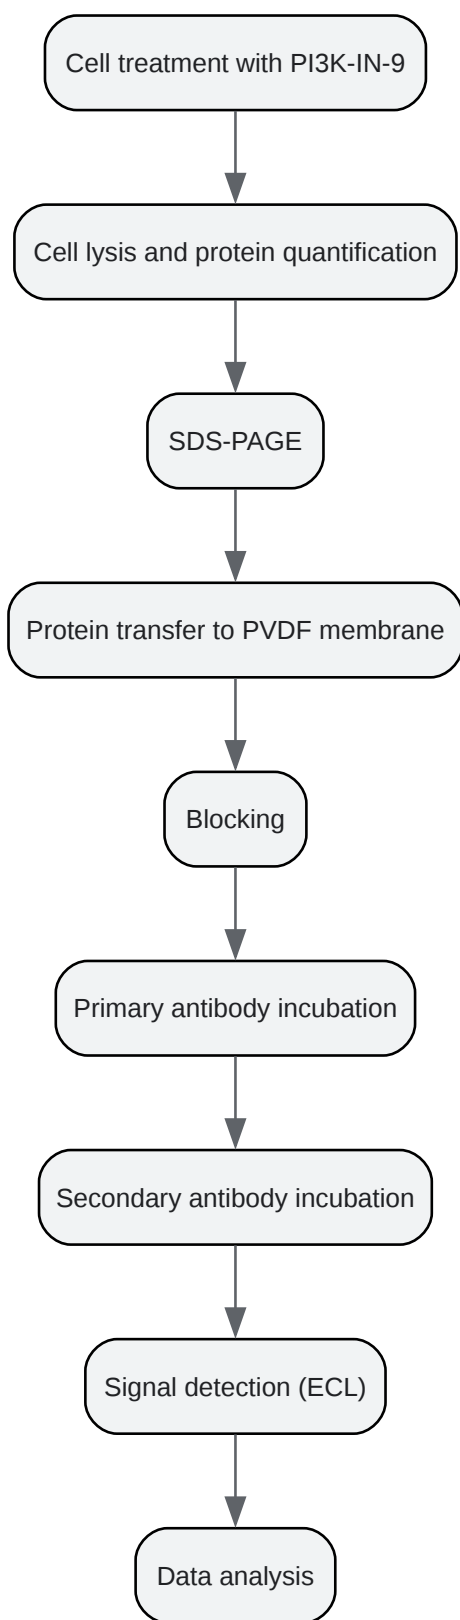 Cell treatment with PI3K-IN-9
Cell lysis and protein quantification
SDS-PAGE
Protein transfer to PVDF membrane
Blocking
Primary antibody incubation
Secondary antibody incubation
Signal detection (ECL)
Data analysis